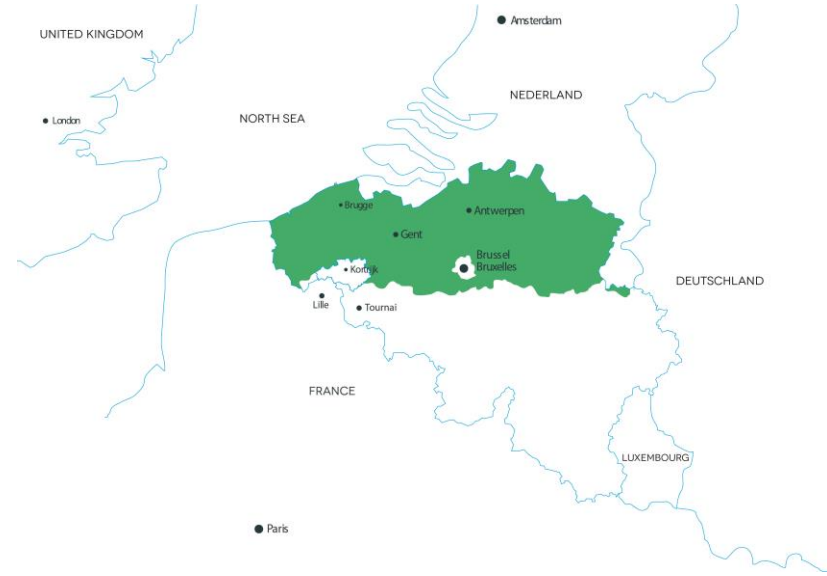 Amsterdam
UNITED KINGDOM
NEDERLAND
London
NORTH SEA
Brugge
Antwerpen
Gent
Brussel
Bruxelles
Kortrijk
DEUTSCHLAND
Lille
Tournai
FRANCE
LUXEMBOURG
Paris